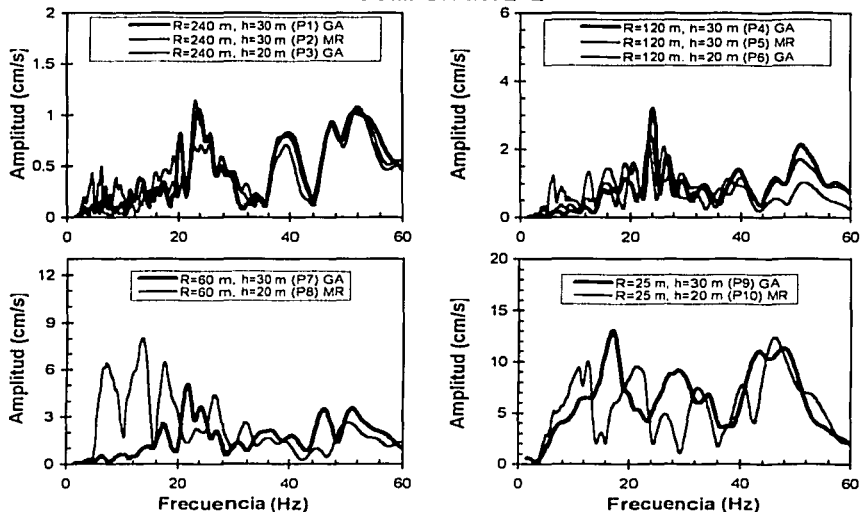 R=240 m, h=30 m (P1) GA
R=240 m, h=30 m (P2) MR
R=240 m, h=20 m (P3) GA
Amplitud (cm/s)
2
1.5
1
0.5
0
0 20 40 60
R=120 m, h=30 m (P4) GA
R=120 m, h=30 m (P5) MR
R=120 m, h=20 m (P6) GA
Amplitud (cm/s)
6
4
2
0
0 20 40 60
R=60 m, h=30 m (P7) GA
R=60 m, h=20 m (P8) MR
Amplitud (cm/s)
12
9
6
3
0
0 20 40 60
Frecuencia (Hz)
R=25 m, h=30 m (P9) GA
R=25 m, h=20 m (P10) MR
Amplitud (cm/s)
20
15
10
5
0
0 20 40 60
Frecuencia (Hz)